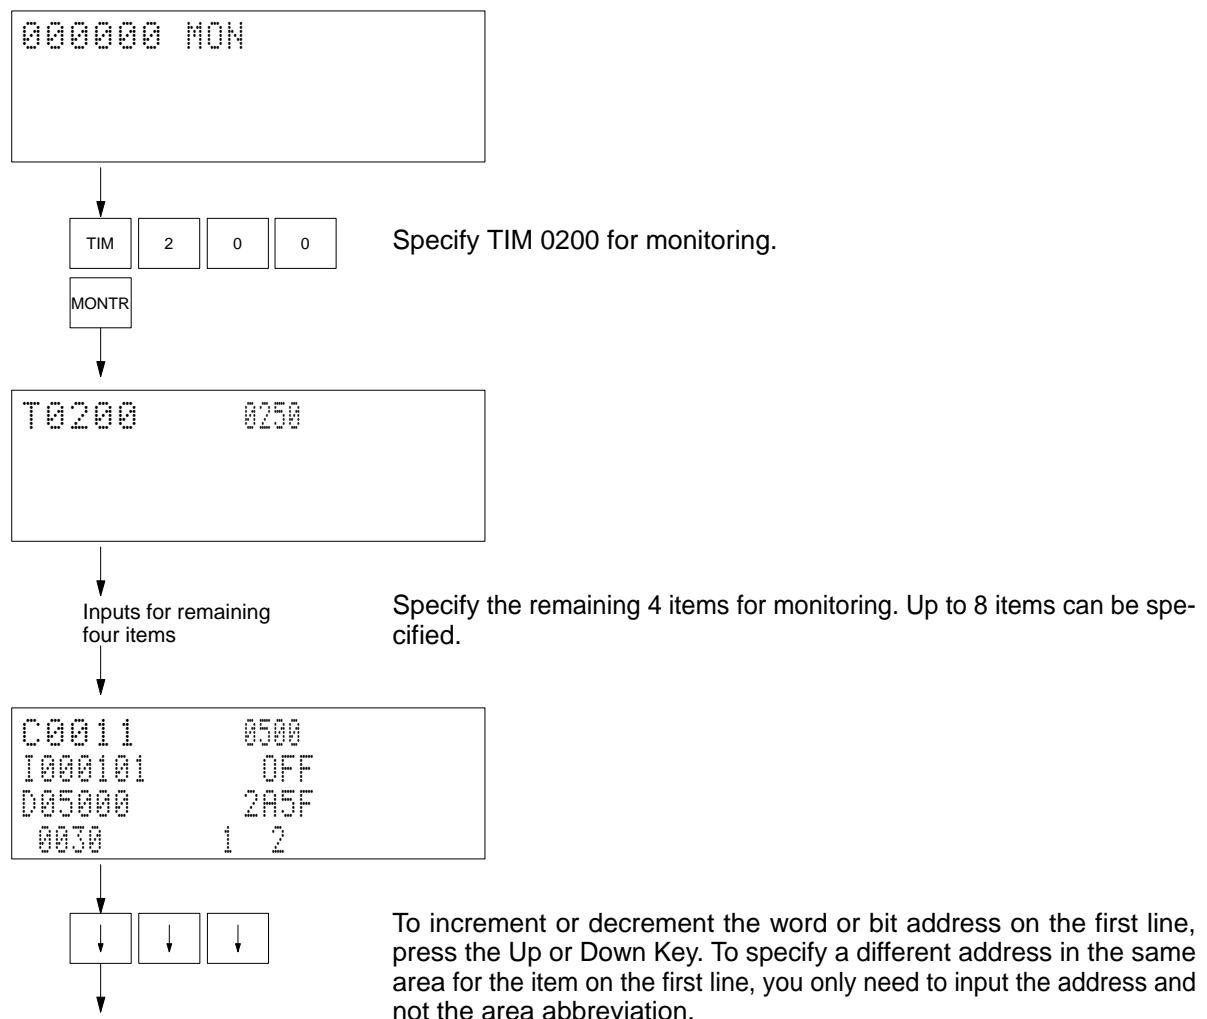 000000 MON
TIM 2 0 0
Specify TIM 0200 for monitoring.
MONTR
T0200 0250
Inputs for remaining
four items
Specify the remaining 4 items for monitoring. Up to 8 items can be spe-
cified.
C0011 0500
I000101 OFF
D05000 2A5F
0030 1 2
↓ ↓ ↓
To increment or decrement the word or bit address on the first line,
press the Up or Down Key. To specify a different address in the same
area for the item on the first line, you only need to input the address and
not the area abbreviation.